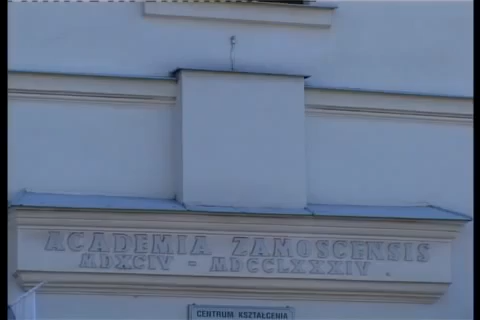 ACADEMIA ZAMOSCENSIS
MDXCIV - MDCCLXXXIV.
CENTRUM KSZTAŁCENIA